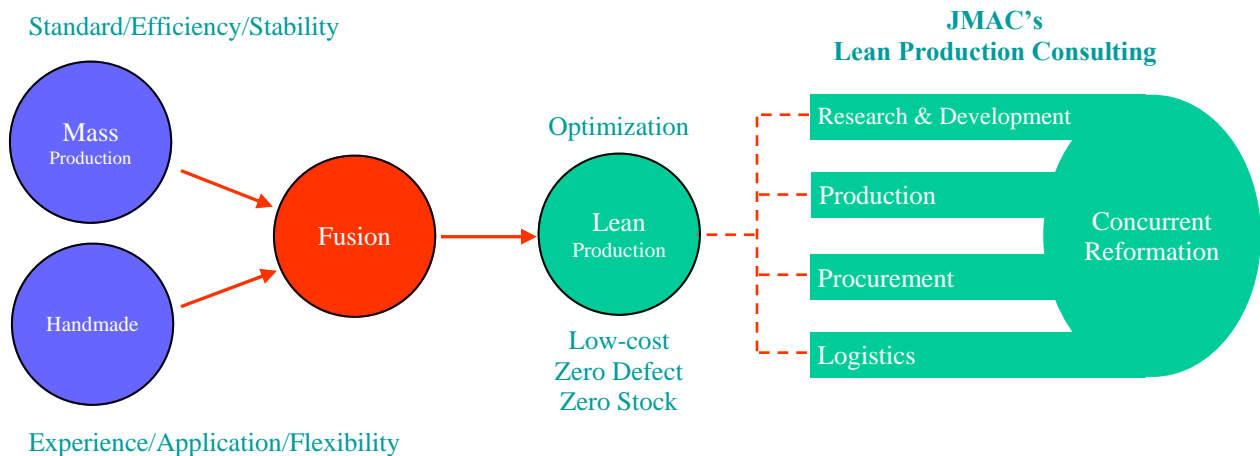 Standard/Efficiency/Stability
Mass
Production
Handmade
Experience/Application/Flexibility
Fusion
Optimization
Lean
Production
Low-cost
Zero Defect
Zero Stock
JMAC's
Lean Production Consulting
Research & Development
Production
Procurement
Logistics
Concurrent
Reformation